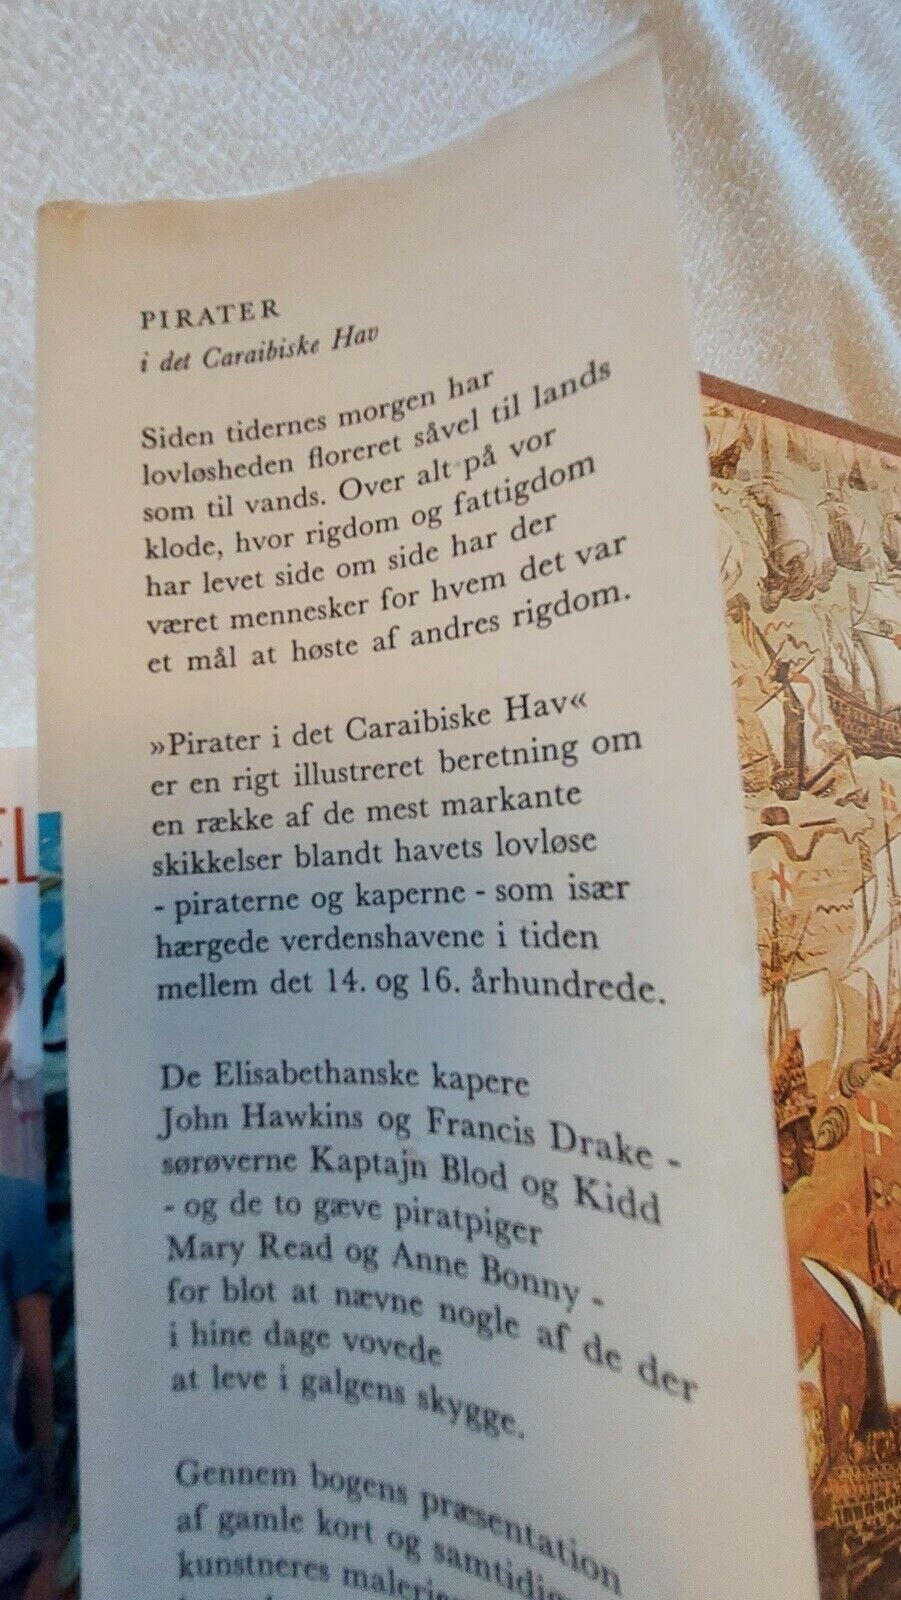 PIRATER
i det Caraibiske Hav
Siden tidernes morgen har
lovløsheden floreret såvel til lands
som til vands. Over alt på vor
klode, hvor rigdom og fattigdom
har levet side om side har der
været mennesker for hvem det var
et mål at høste af andres rigdom.
»Pirater i det Caraibiske Hav«
er en rigt illustreret beretning om
en række af de mest markante
skikkelser blandt havets lovløse
- piraterne og kaperne - som især
hærgede verdenshavene i tiden
mellem det 14. og 16. århundrede.
De Elisabethanske kapere
John Hawkins og Francis Drake -
sørøverne Kaptajn Blod og Kidd
- og de to gæve piratpiger
Mary Read og Anne Bonny -
for blot at nævne nogle af de der
i hine dage vovede
at leve i galgens skygge.
Gennem bogens præsentation
af gamle kort og
kunstneres